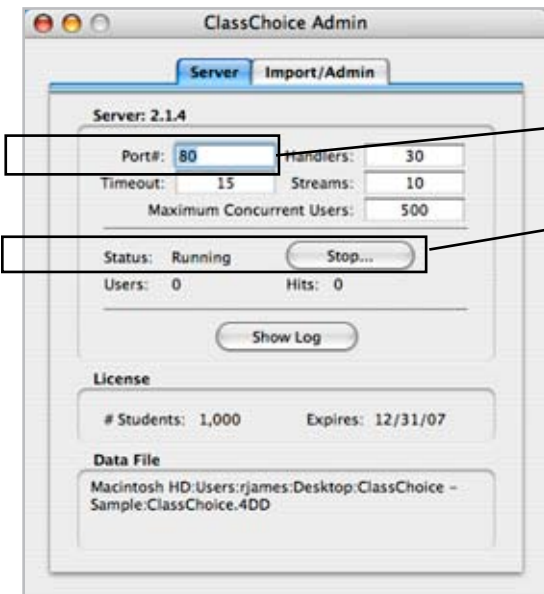 ClassChoice Admin
Server Import/Admin
Server: 2.1.4
Port#: 80 Handlers: 30
Timeout: 15 Streams: 10
Maximum Concurrent Users: 500
Status: Running Stop...
Users: 0 Hits: 0
Show Log
License
# Students: 1,000 Expires: 12/31/07
Data File
Macintosh HD:Users:rjames:Desktop:ClassChoice –
Sample:ClassChoice.4DD